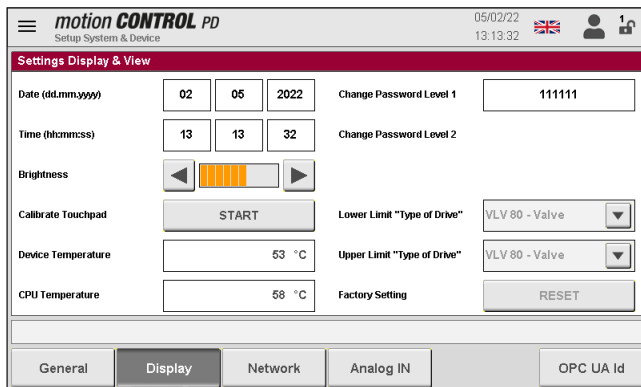 motion CONTROL PD
Setup System & Device
05/02/22
13:13:32
1
Settings Display & View
Date (dd.mm.yyyy) 02 05 2022 Change Password Level 1 111111
Time (hh:mm:ss) 13 13 32 Change Password Level 2
Brightness
Calibrate Touchpad START Lower Limit "Type of Drive" VLV 80 - Valve
Device Temperature 53 °C Upper Limit "Type of Drive" VLV 80 - Valve
CPU Temperature 58 °C Factory Setting RESET
General Display Network Analog IN OPC UA Id